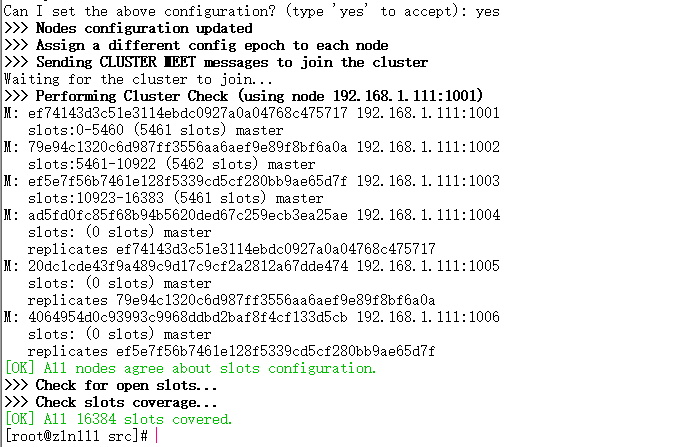 Can I set the above configuration? (type 'yes' to accept): yes
>>> Nodes configuration updated
>>> Assign a different config epoch to each node
>>> Sending CLUSTER MEET messages to join the cluster
Waiting for the cluster to join...
>>> Performing Cluster Check (using node 192.168.1.111:1001)
M: ef74143d3c51e3114ebdc0927a0a04768c475717 192.168.1.111:1001
   slots:0-5460 (5461 slots) master
M: 79e94c1320c6d987ff3556aa6aef9e89f8bf6a0a 192.168.1.111:1002
   slots:5461-10922 (5462 slots) master
M: ef5e7f56b7461e128f5339cd5cf280bb9ae65d7f 192.168.1.111:1003
   slots:10923-16383 (5461 slots) master
M: ad5fd0fc85f68b94b5620ded67c259ecb3ea25ae 192.168.1.111:1004
   slots: (0 slots) master
   replicates ef74143d3c51e3114ebdc0927a0a04768c475717
M: 20dc1cde43f9a489c9d17c9cf2a2812a67dde474 192.168.1.111:1005
   slots: (0 slots) master
   replicates 79e94c1320c6d987ff3556aa6aef9e89f8bf6a0a
M: 4064954d0c93993c9968ddbd2baf8f4cf133d5cb 192.168.1.111:1006
   slots: (0 slots) master
   replicates ef5e7f56b7461e128f5339cd5cf280bb9ae65d7f
[OK] All nodes agree about slots configuration.
>>> Check for open slots...
>>> Check slots coverage...
[OK] All 16384 slots covered.
[root@zln111 src]#